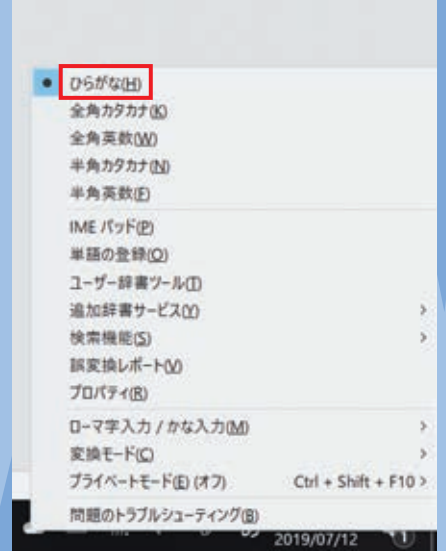 ひらがな(H)
全角カタカナ(K)
全角英数(W)
半角カタカナ(N)
半角英数(F)
IME パッド(P)
単語の登録(O)
ユーザー辞書ツール(T)
追加辞書サービス(Y)
検索機能(S)
誤変換レポート(V)
プロパティ(R)
ローマ字入力 / かな入力(M)
変換モード(C)
プライベートモード(E) (オフ) Ctrl + Shift + F10
問題のトラブルシューティング(B)
2019/07/12
1